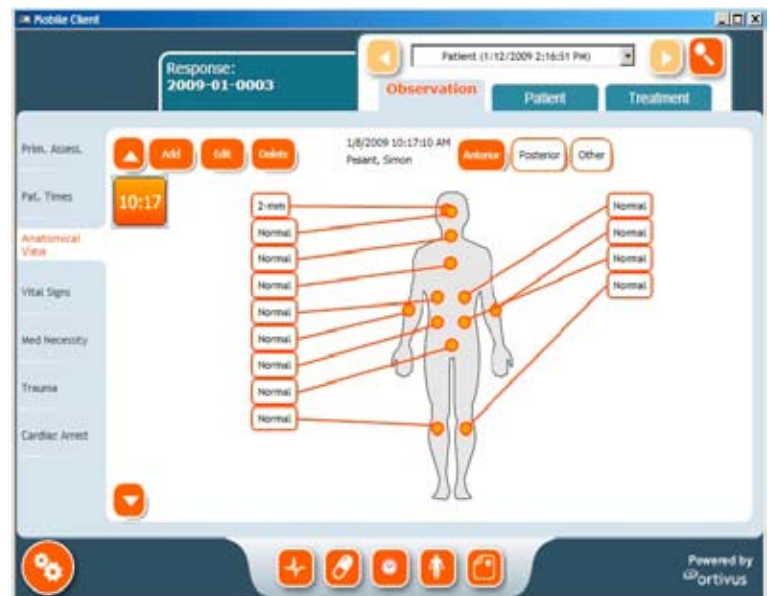 Mobile Client
Response:
2009-01-0003
Patient (1/12/2009 2:16:51 PM)
Observation
Patient
Treatment
Prim. Assess.
Pat. Times
Anatomical
View
Vital Signs
Med Necessity
Trauma
Cardiac Arrest
Add
Edit
Delete
1/8/2009 10:17:10 AM
Pesant, Simon
Anterior
Posterior
Other
10:17
2-mm
Normal
Normal
Normal
Normal
Normal
Normal
Normal
Normal
Normal
Normal
Normal
Normal
Powered by
ortivus